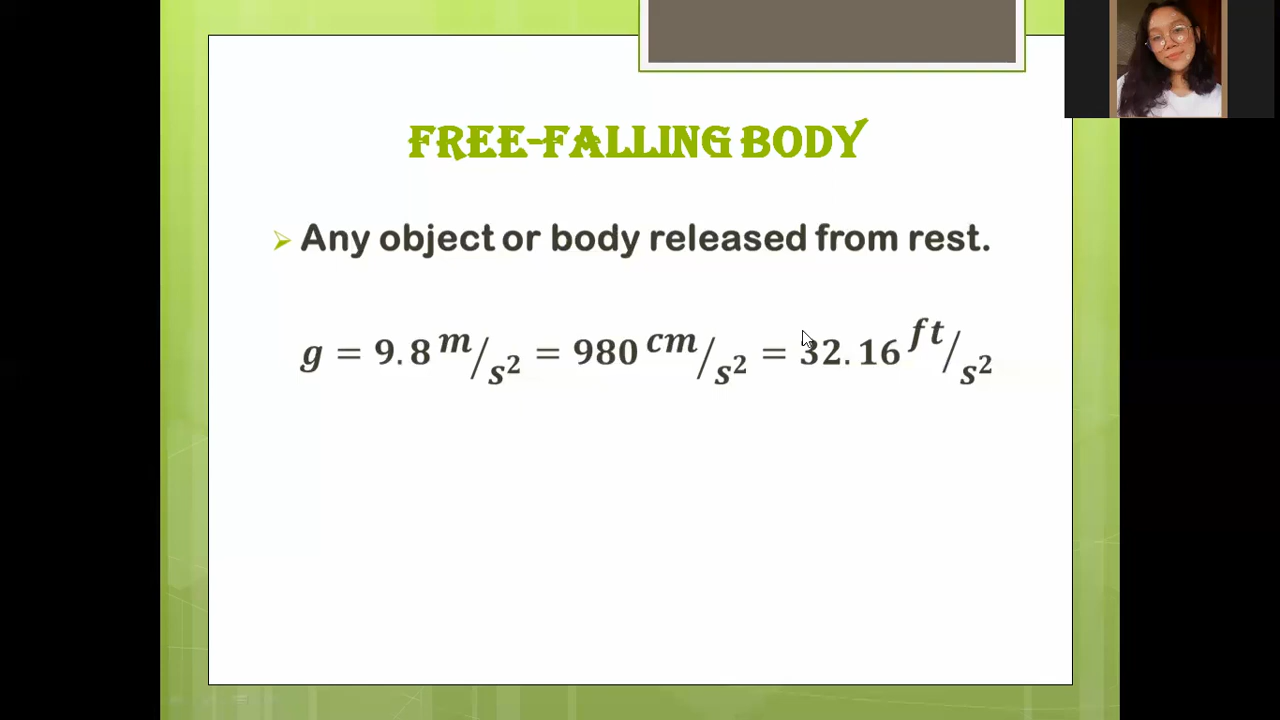 FREE-FALLING BODY
Any object or body released from rest.
g = 9.8 m/s² = 980 cm/s² = 32.16 ft/s²